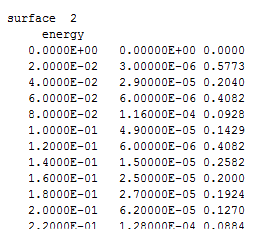 surface 2
energy
0.0000E+00 0.00000E+00 0.0000
2.0000E-02 3.00000E-06 0.5773
4.0000E-02 2.90000E-05 0.2040
6.0000E-02 6.00000E-06 0.4082
8.0000E-02 1.16000E-04 0.0928
1.0000E-01 4.90000E-05 0.1429
1.2000E-01 6.00000E-06 0.4082
1.4000E-01 1.50000E-05 0.2582
1.6000E-01 2.50000E-05 0.2000
1.8000E-01 2.70000E-05 0.1924
2.0000E-01 6.20000E-05 0.1270
2.2000E-01 1.28000E-04 0.0884